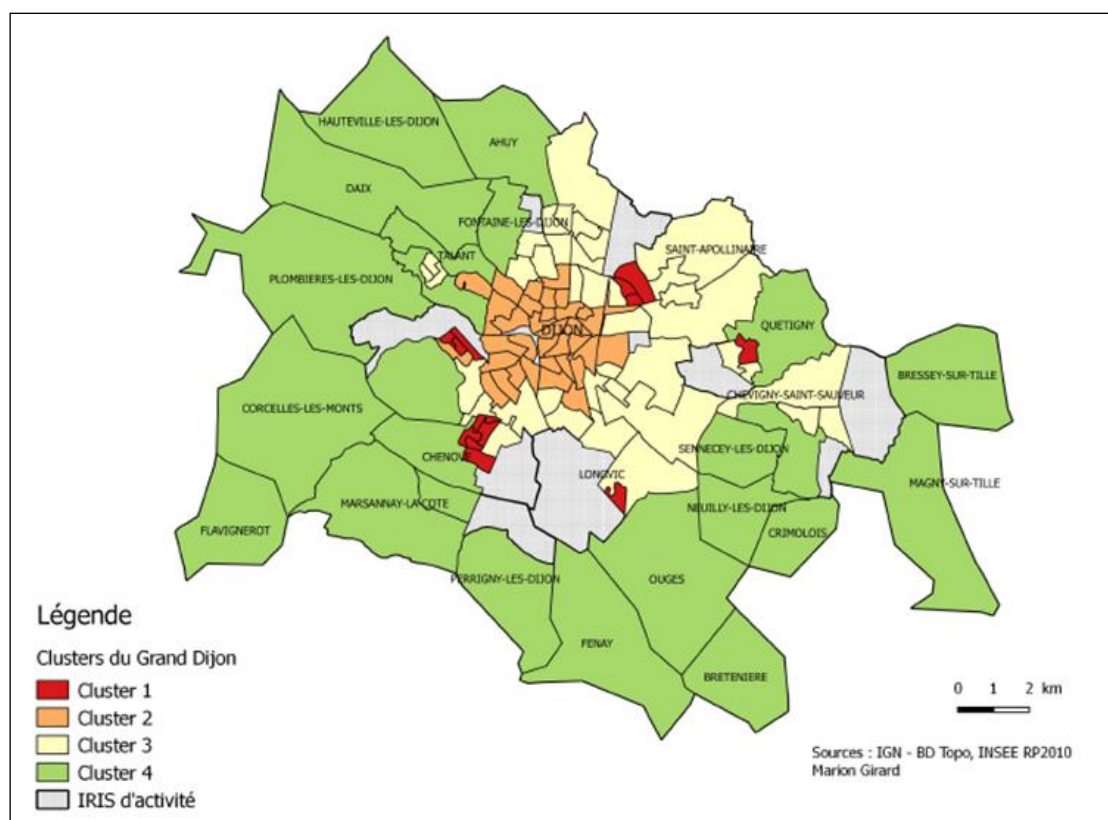 HAUTEVILLE-LES-DIJON
AHUY
DAIX
FONTAINE-LES-DIJON
SAINT-APOLLINAIRE
TALANT
PLOMBIERES-LES-DIJON
QUETIGNY
DIJON
BRESSEY-SUR-TILLE
CHEVIGNY-SAINT-SAUVEUR
CORCELLES-LES-MONTS
SENNECEY-LES-DIJON
CHENOVE
LONGVIC
MAGNY-SUR-TILLE
MARSANNAY-LA-COTE
NEUILLY-LES-DIJON
FLAVIGNEROT
CRIMOLOIS
PERRIGNY-LES-DIJON
OUGES
FENAY
BRETENIERE
Légende
Clusters du Grand Dijon
Cluster 1
Cluster 2
Cluster 3
Cluster 4
IRIS d'activité
0 1 2 km
Sources : IGN - BD Topo, INSEE RP2010
Marion Girard